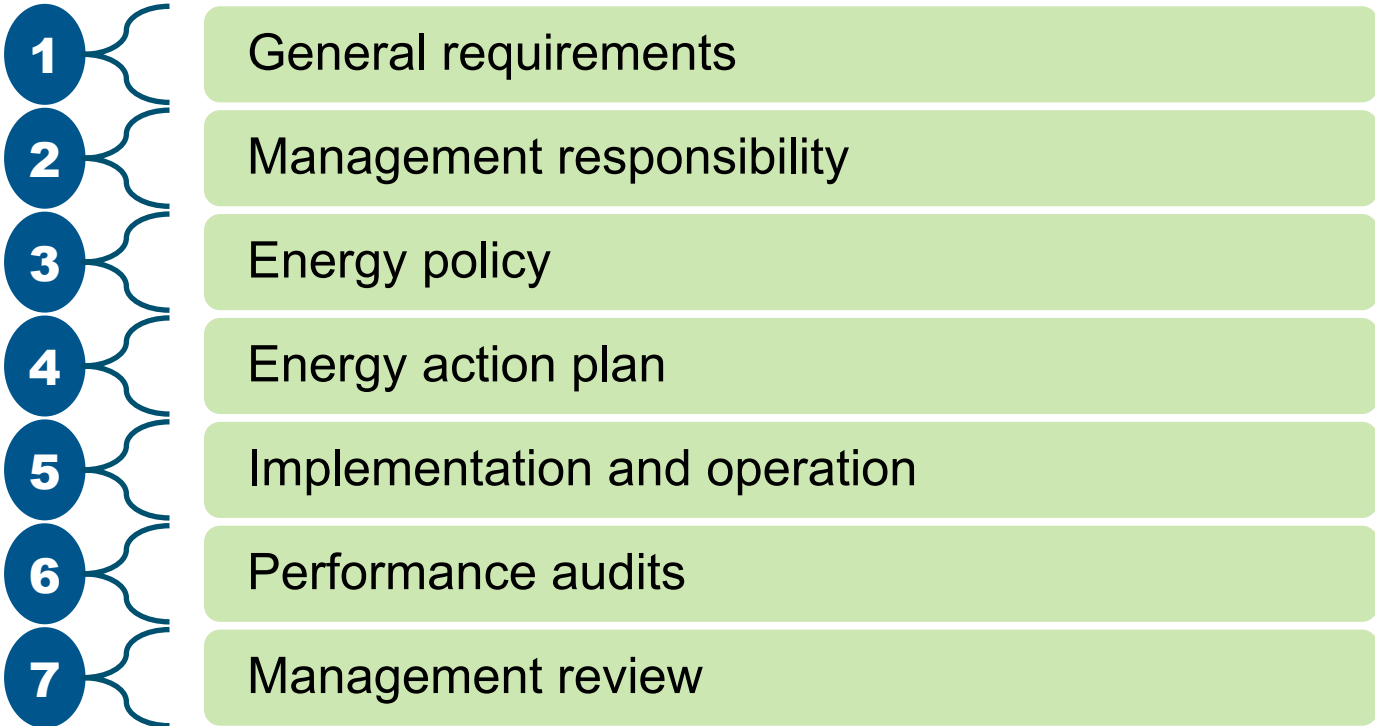 1 General requirements
2 Management responsibility
3 Energy policy
4 Energy action plan
5 Implementation and operation
6 Performance audits
7 Management review